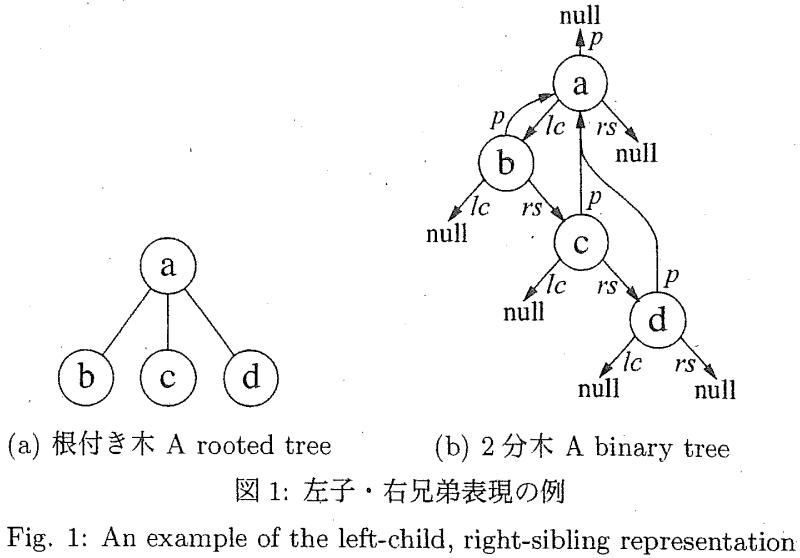 null
p
a
lc rs
p
null
b
lc rs p
null
c
lc rs p
null
d
lc rs
null null
a
b c d
(a) 根付き木 A rooted tree
(b) 2分木 A binary tree
図 1: 左子・右兄弟表現の例
Fig. 1: An example of the left-child, right-sibling representation